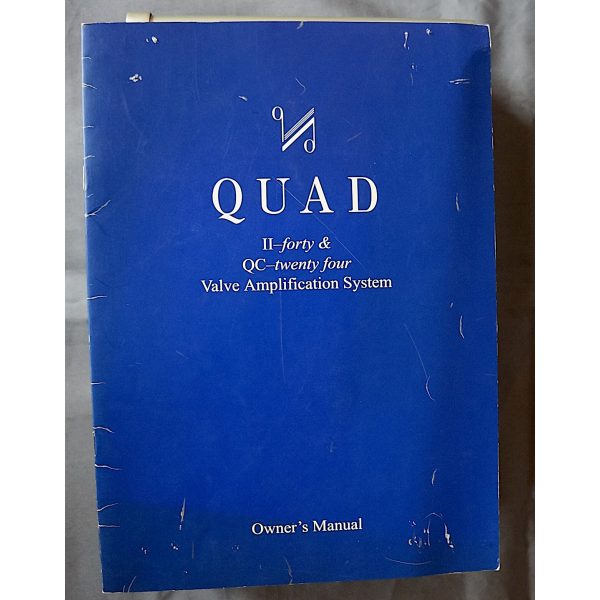 QUAD
II–forty &
QC–twenty four
Valve Amplification System
Owner's Manual